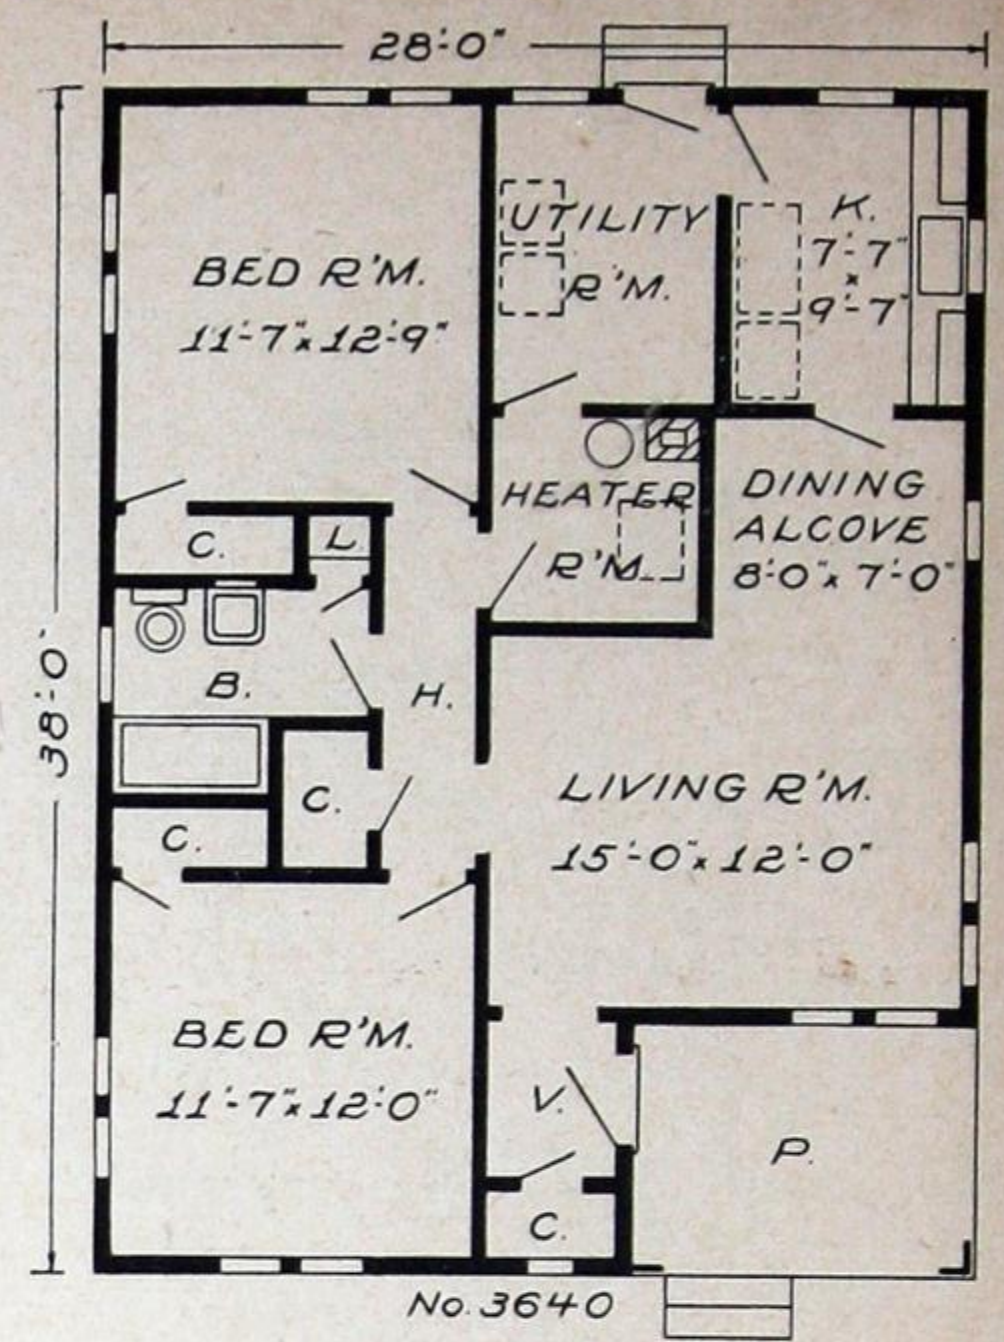 28'-0"
BED R'M.
11'-7" x 12'-9"
UTILITY
R'M.
K.
7'-7"
x
9'-7"
HEATER
R'M.
DINING
ALCOVE
8'-0" x 7'-0"
C.
L.
B.
H.
38'-0"
C.
C.
LIVING R'M.
15'-0" x 12'-0"
BED R'M.
11'-7" x 12'-0"
V.
P.
C.
No. 3640